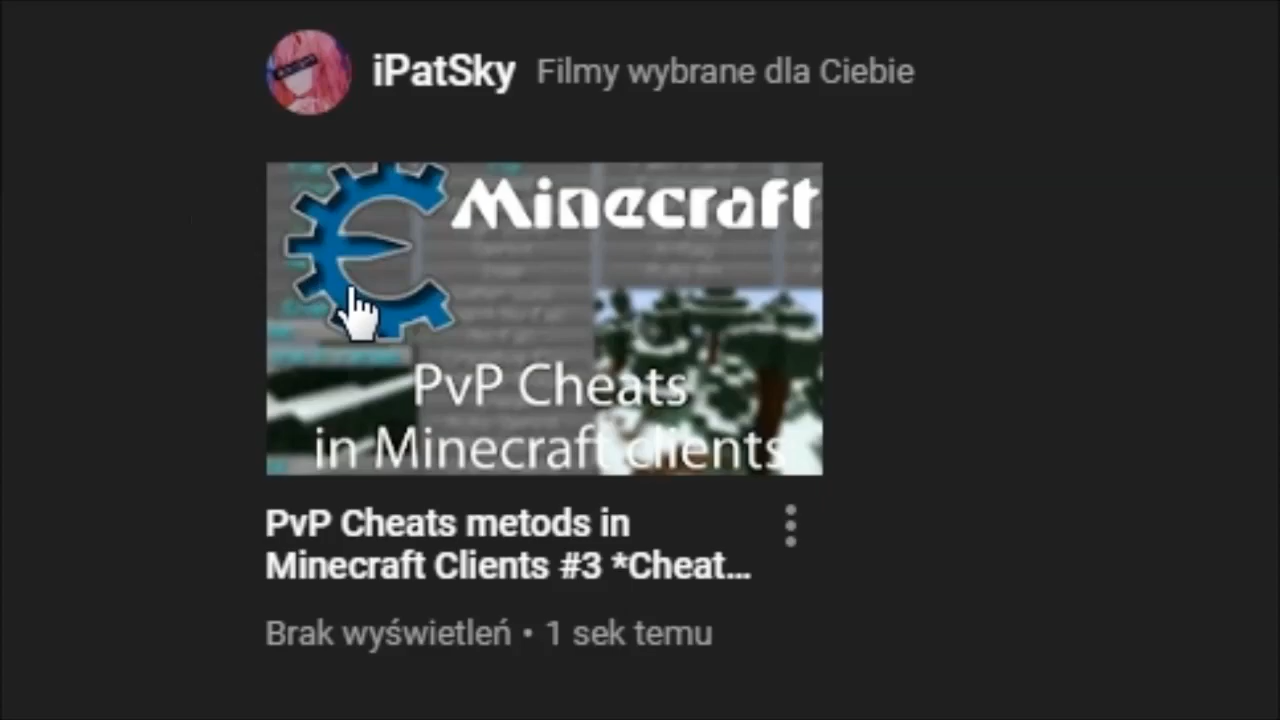 iPatSky Filmy wybrane dla Ciebie
Minecraft
PvP Cheats
in Minecraft clients
PvP Cheats metods in
Minecraft Clients #3 *Cheat...
Brak wyświetleń • 1 sek temu